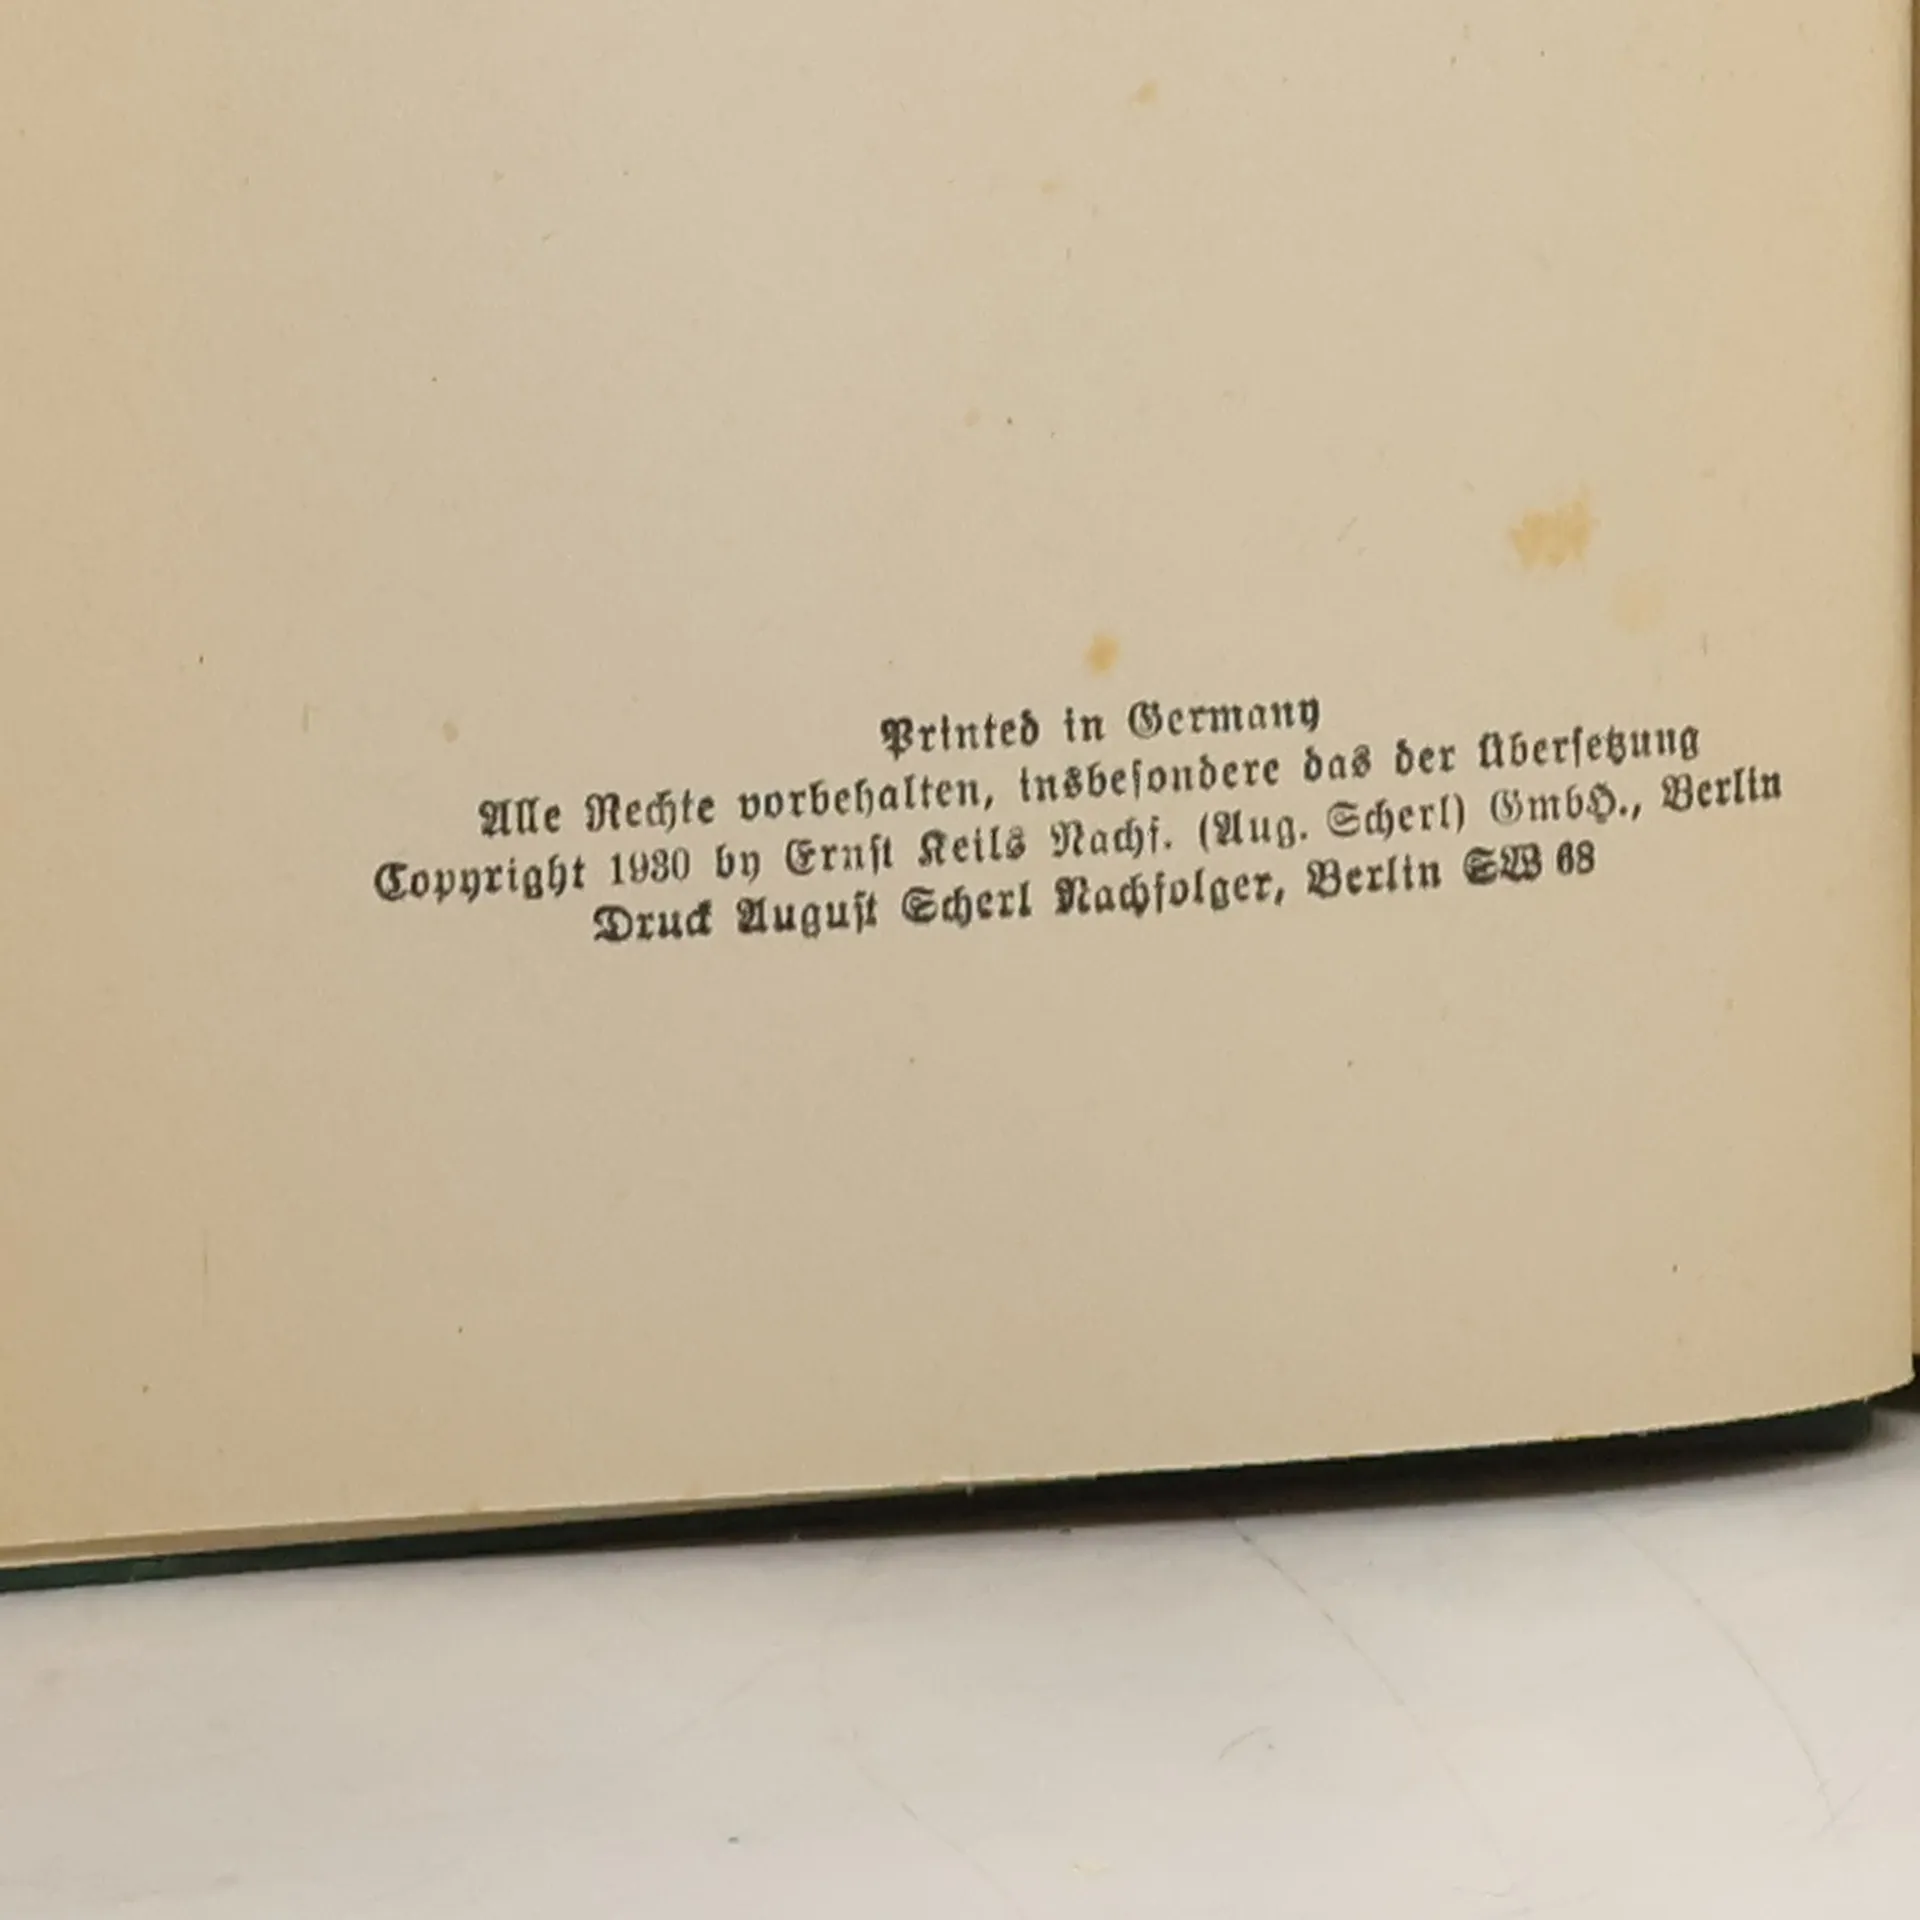 Printed in Germany
Alle Rechte vorbehalten, insbesondere das der Übersetzung
Copyright 1930 by Ernst Keils Nachf. (Aug. Scherl) GmbH., Berlin
Druck August Scherl Nachfolger, Berlin SW 68